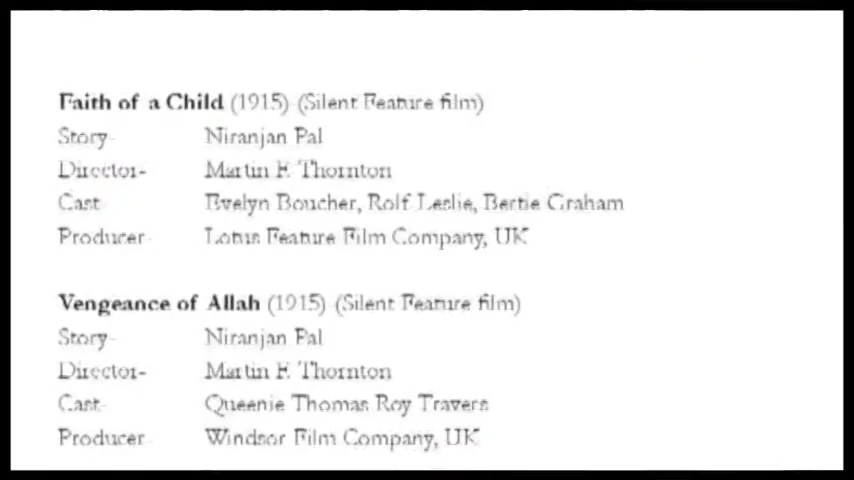 Faith of a Child (1915) (Silent Feature film)
Story- Niranjan Pal
Director- Martin F. Thornton
Cast Evelyn Boucher, Rolf Leslie, Bertie Graham
Producer Lotus Feature Film Company, UK
Vengeance of Allah (1915) (Silent Feature film)
Story- Niranjan Pal
Director- Martin F. Thornton
Cast- Queenie Thomas Roy Travers
Producer Windsor Film Company, UK